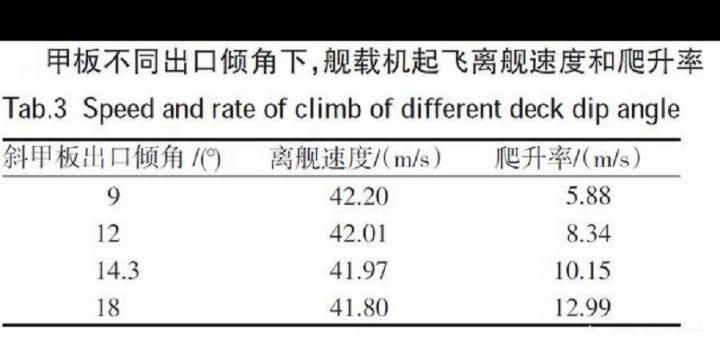 甲板不同出口倾角下,舰载机起飞离舰速度和爬升率
Tab.3 Speed and rate of climb of different deck dip angle
斜甲板出口倾角 /(°) 离舰速度/(m/s) 爬升率/(m/s)
9 42.20 5.88
12 42.01 8.34
14.3 41.97 10.15
18 41.80 12.99